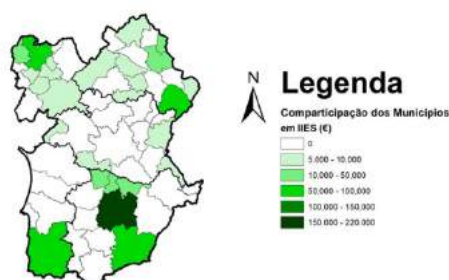 N
Legenda
Comparticipação dos Municípios
em IIES (€)
0
5.000 - 10.000
10.000 - 50,000
50,000 - 100,000
100,000 - 150,000
150.000 - 220.000